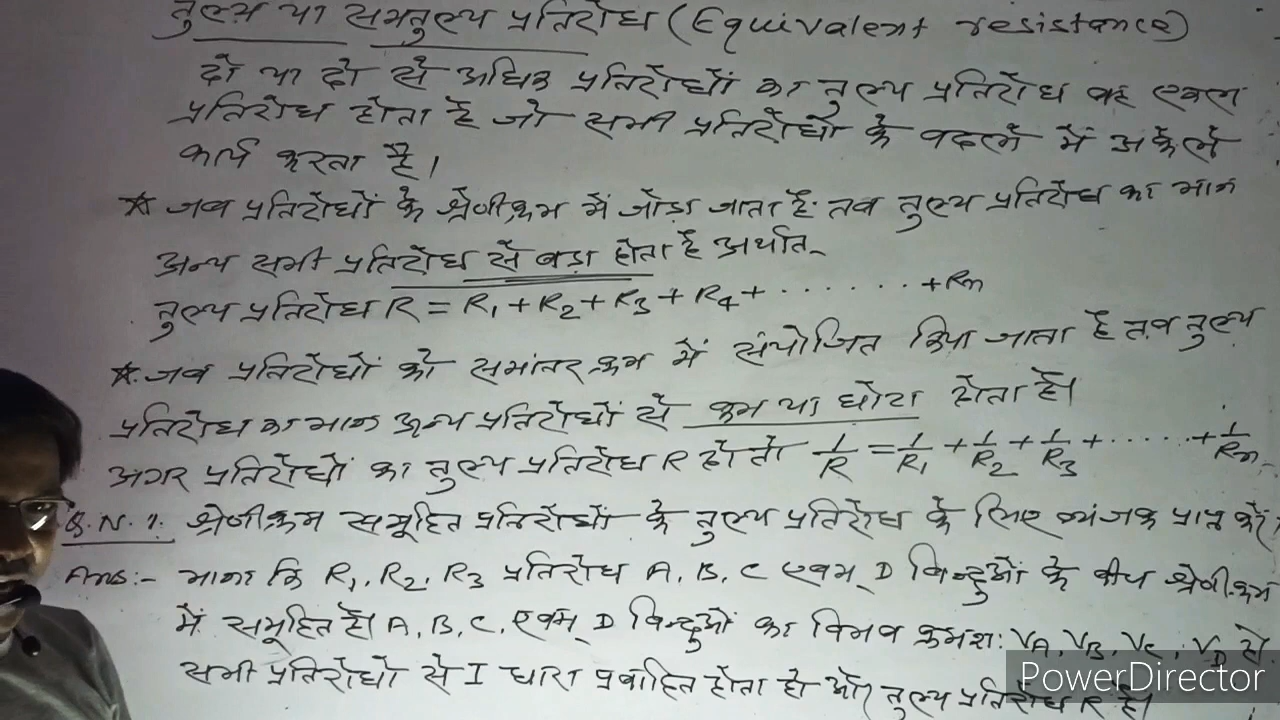 तुल्य या समतुल्य प्रतिरोध (Equivalent resistance)
दो या दो से अधिक प्रतिरोधों का तुल्य प्रतिरोध वह एकल
प्रतिरोध होता है जो सभी प्रतिरोधों के बदले में अकेले
कार्य करता है।
* जब प्रतिरोधों के श्रेणीक्रम में जोड़ा जाता है तब तुल्य प्रतिरोध का मान
अन्य सभी प्रतिरोध से बड़ा होता है अर्थात्
तुल्य प्रतिरोध R = R₁ + R₂ + R₃ + R₄ + ........ + Rₙ
* जब प्रतिरोधों को समांतर क्रम में संयोजित किया जाता है तब तुल्य
प्रतिरोध का मान अन्य प्रतिरोधों से कम या छोटा होता है।
अगर प्रतिरोधों का तुल्य प्रतिरोध R हो तो 1/R = 1/R₁ + 1/R₂ + 1/R₃ + ...... + 1/Rₙ
Q.N.1. श्रेणीक्रम समूहित प्रतिरोधों के तुल्य प्रतिरोध के लिए व्यंजक प्राप्त करें।
Ans:- माना कि R₁, R₂, R₃ प्रतिरोध A, B, C एवम् D बिन्दुओं के बीच श्रेणीक्रम
में समूहित है। A, B, C, एवम् D बिन्दुओं का विभव क्रमशः V_A, V_B, V_C, V_D है।
सभी प्रतिरोधों से I धारा प्रवाहित होता हो और तुल्य प्रतिरोध R है।
PowerDirector